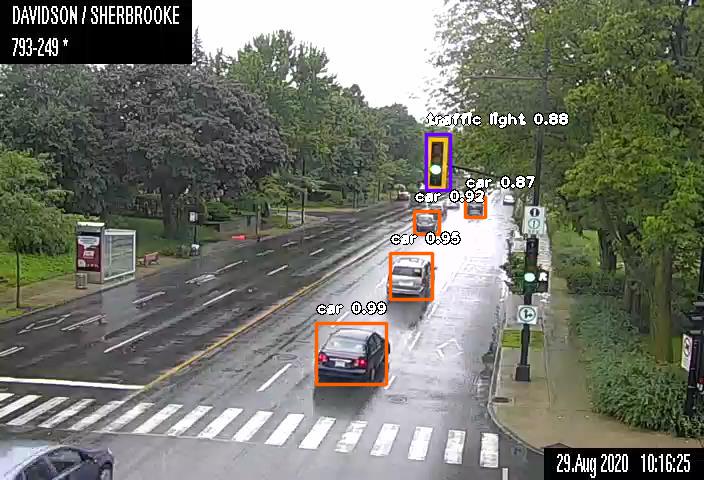 DAVIDSON / SHERBROOKE
793-249 *
traffic light 0.88
car 0.87
car 0.92
car 0.95
car 0.99
29.Aug 2020 10:16:25